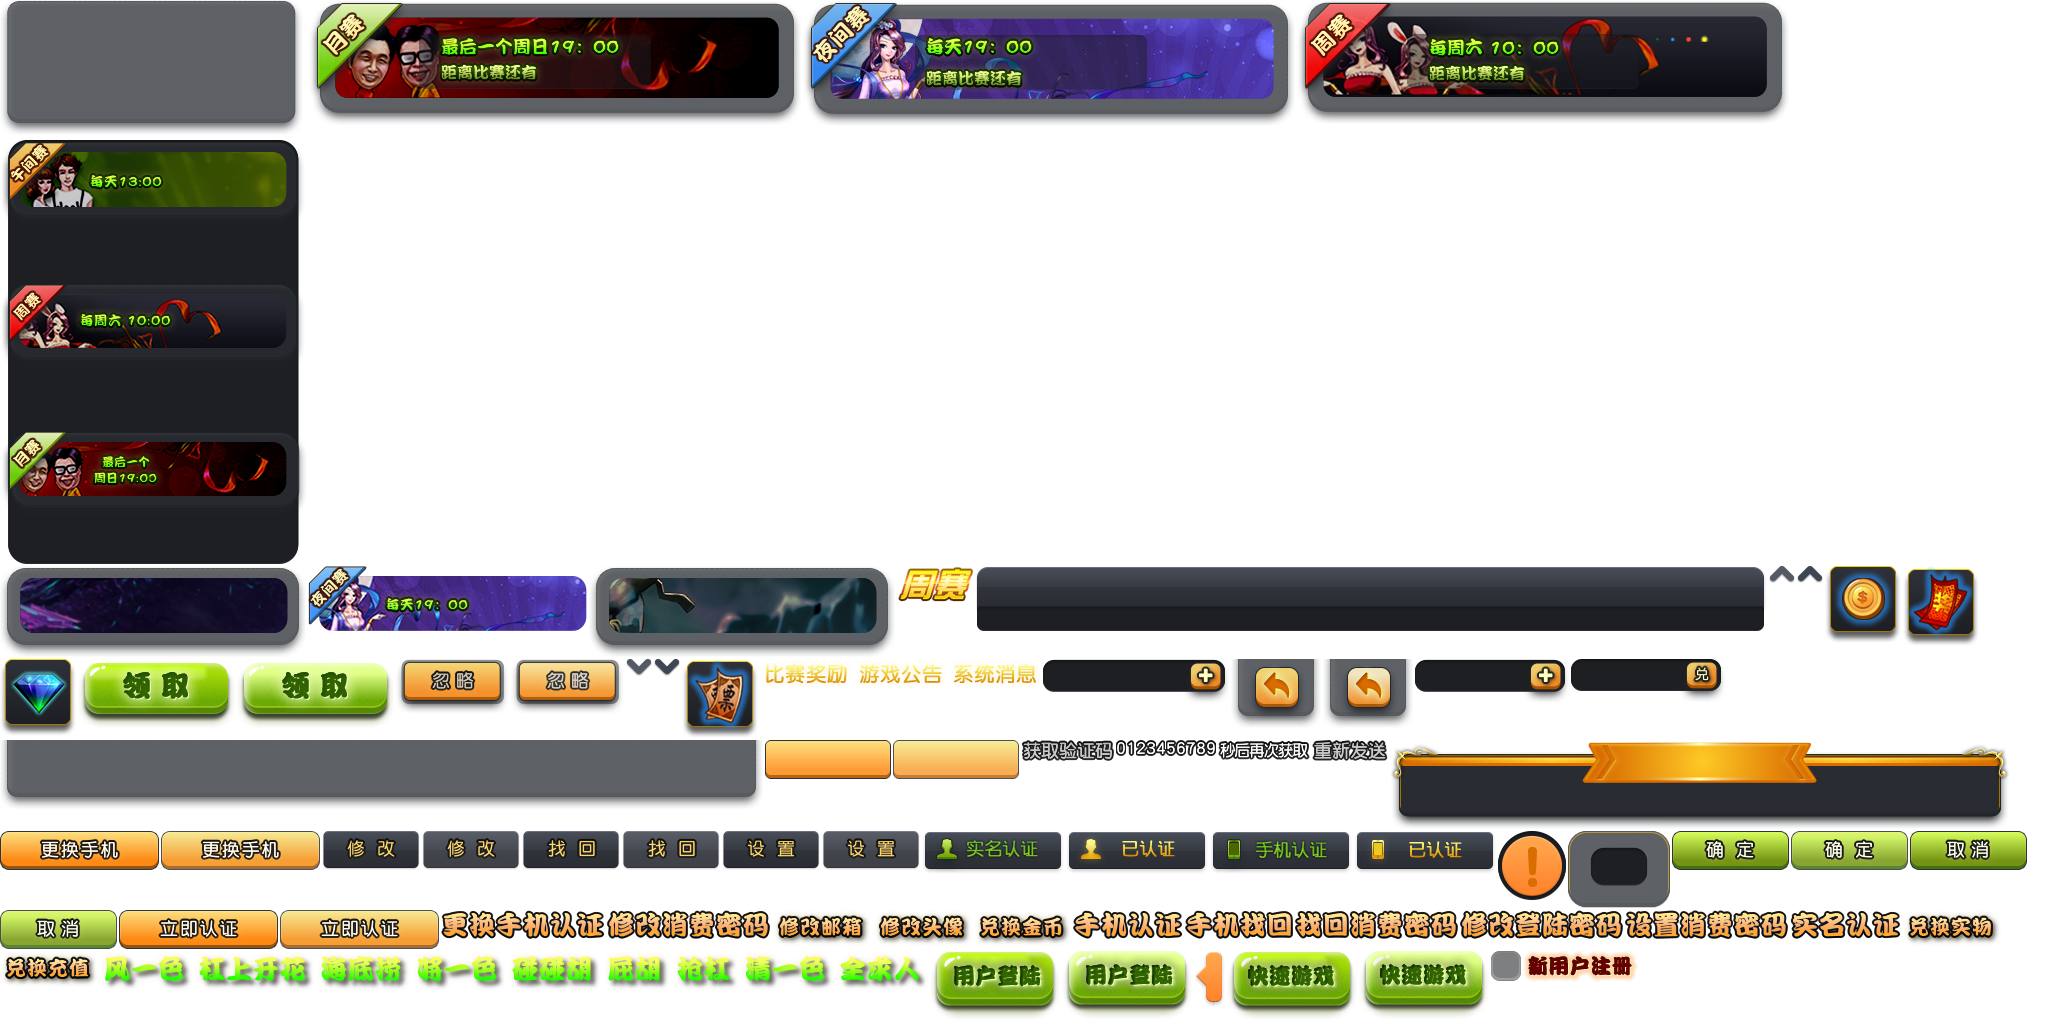 月赛
最后一个周日19：00
距离比赛还有
夜间赛
每天19：00
距离比赛还有
周赛
每周六 10：00
距离比赛还有
午间赛
每天13:00
周赛
每周六 10:00
月赛
最后一个
周日19:00
夜间赛
每天19：00
周赛
领取
领取
忽略
忽略
票
比赛奖励 游戏公告 系统消息
兑
获取验证码 0123456789 秒后再次获取 重新发送
更换手机
更换手机
修 改
修 改
找 回
找 回
设 置
设 置
实名认证
已认证
手机认证
已认证
确 定
确 定
取 消
取 消
立即认证
立即认证
更换手机认证 修改消费密码 修改邮箱 修改头像 兑换金币 手机认证 手机找回 找回消费密码 修改登陆密码 设置消费密码 实名认证 兑换实物
兑换充值 风一色 杠上开花 海底捞 将一色 碰碰胡 屁胡 抢杠 清一色 全求人
用户登陆
用户登陆
快速游戏
快速游戏
新用户注册